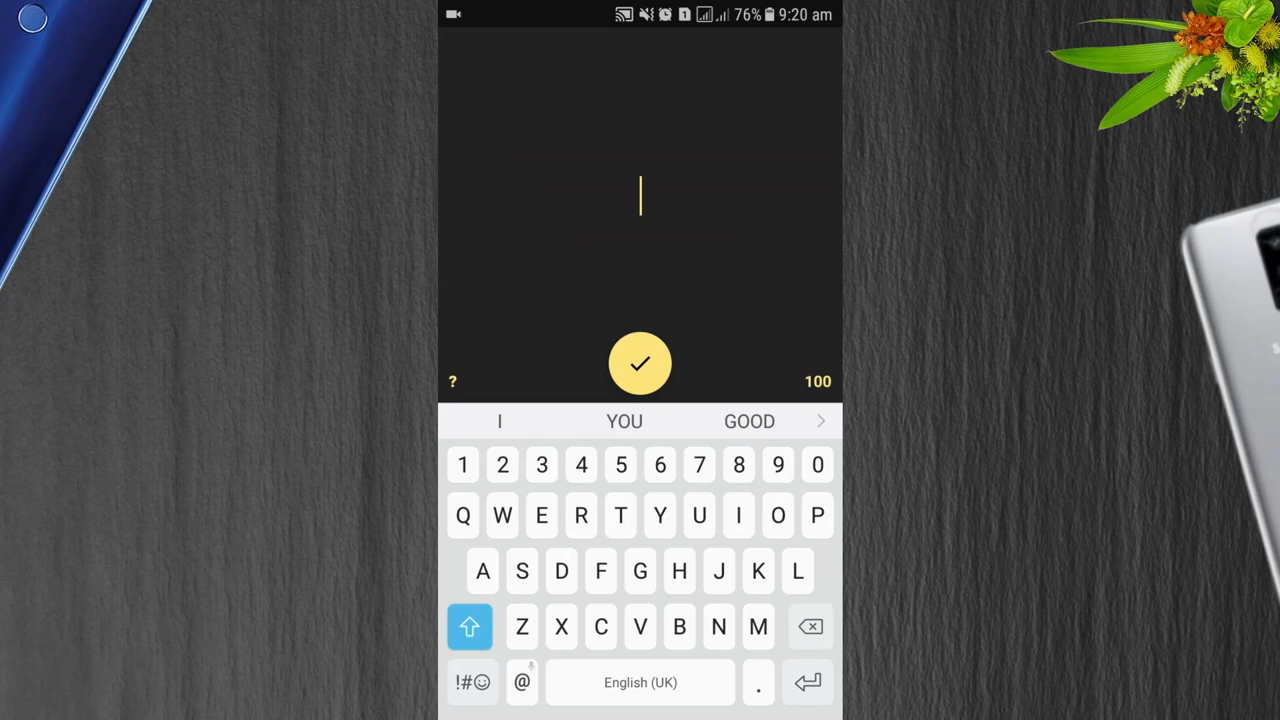 76% 9:20 am
? 100
I YOU GOOD
1 2 3 4 5 6 7 8 9 0
Q W E R T Y U I O P
A S D F G H J K L
Z X C V B N M
!#☺ @ English (UK) .